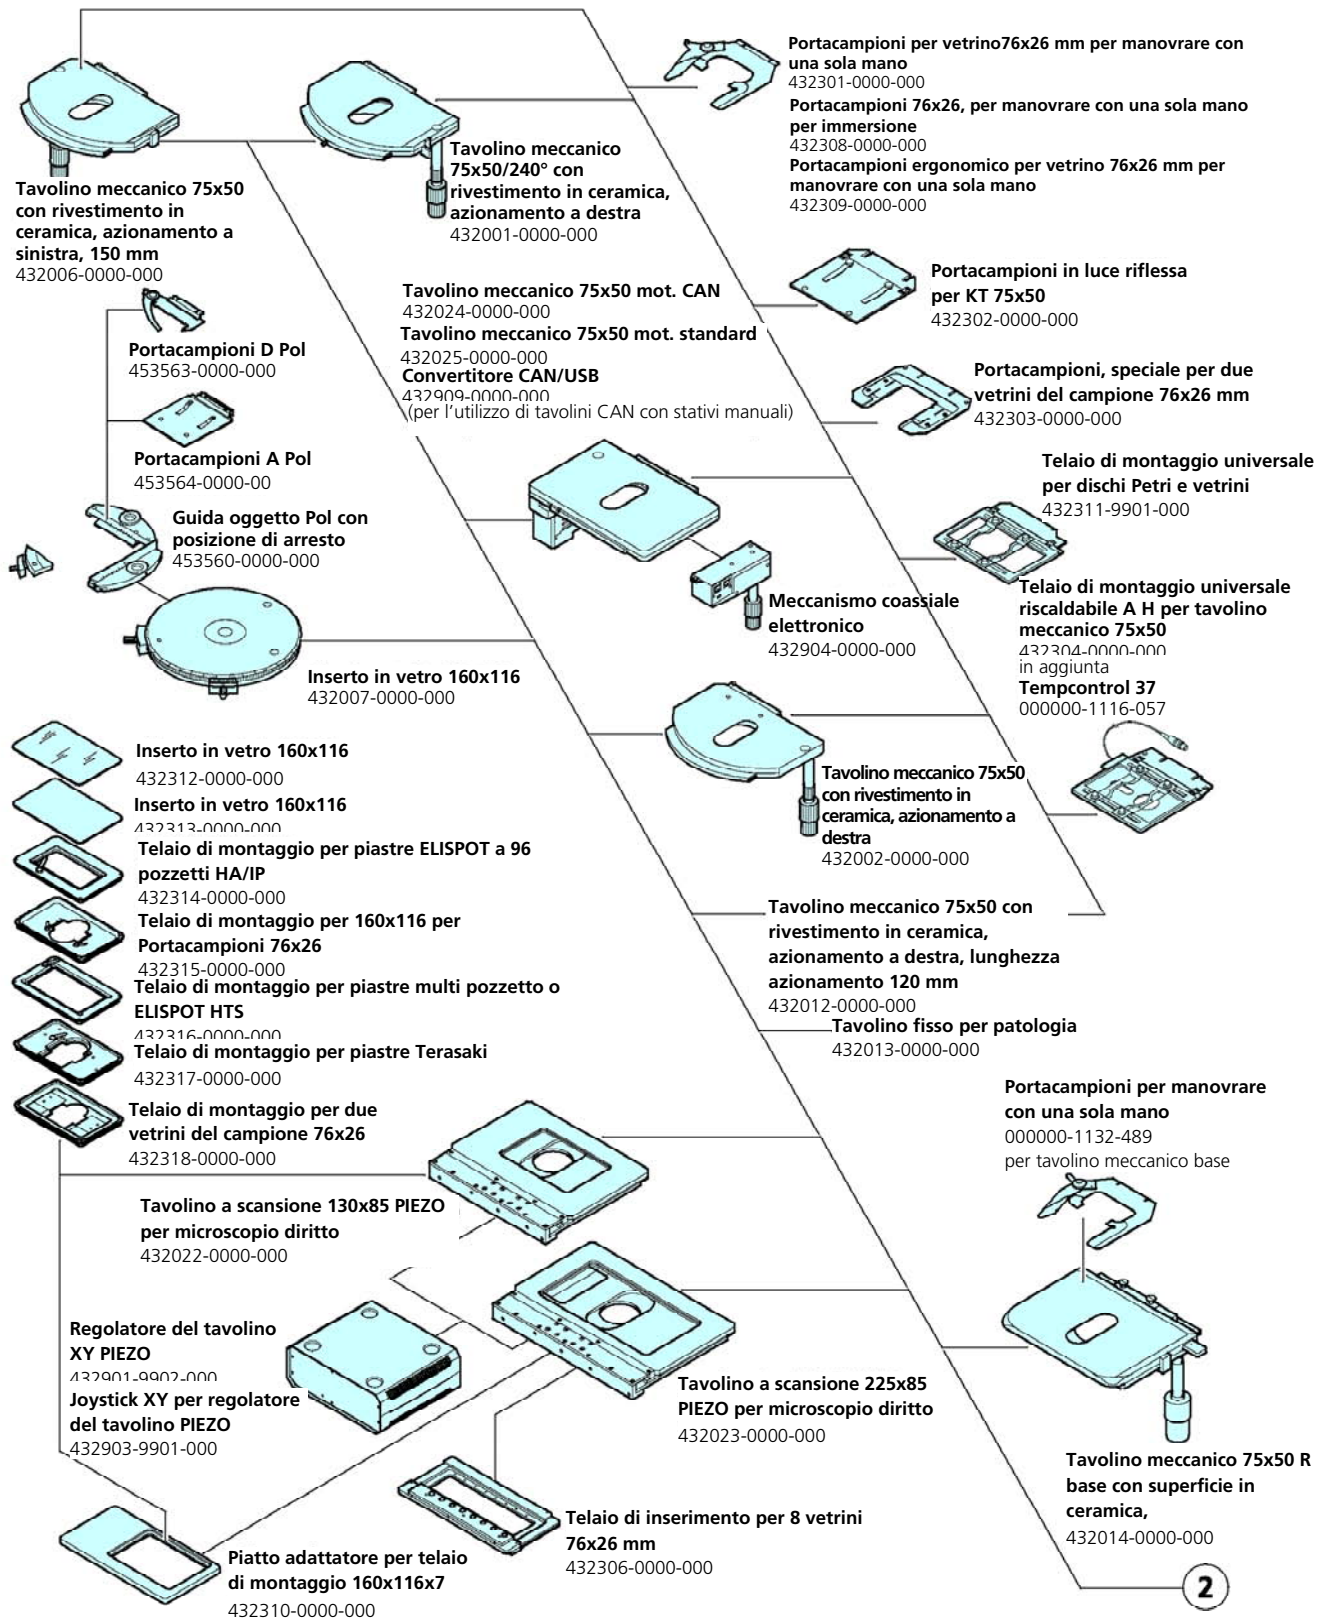 Portacampioni per vetrino76x26 mm per manovrare con
una sola mano
432301-0000-000
Portacampioni 76x26, per manovrare con una sola mano
per immersione
432308-0000-000
Portacampioni ergonomico per vetrino 76x26 mm per
manovrare con una sola mano
432309-0000-000
Tavolino meccanico
75x50/240° con
rivestimento in ceramica,
azionamento a destra
432001-0000-000
Tavolino meccanico 75x50
con rivestimento in
ceramica, azionamento a
sinistra, 150 mm
432006-0000-000
Portacampioni in luce riflessa
per KT 75x50
432302-0000-000
Tavolino meccanico 75x50 mot. CAN
432024-0000-000
Tavolino meccanico 75x50 mot. standard
432025-0000-000
Convertitore CAN/USB
432909-0000-000
(per l'utilizzo di tavolini CAN con stativi manuali)
Portacampioni D Pol
453563-0000-000
Portacampioni, speciale per due
vetrini del campione 76x26 mm
432303-0000-000
Portacampioni A Pol
453564-0000-00
Telaio di montaggio universale
per dischi Petri e vetrini
432311-9901-000
Guida oggetto Pol con
posizione di arresto
453560-0000-000
Telaio di montaggio universale
riscaldabile A H per tavolino
meccanico 75x50
432304-0000-000
in aggiunta
Tempcontrol 37
000000-1116-057
Meccanismo coassiale
elettronico
432904-0000-000
Inserto in vetro 160x116
432007-0000-000
Inserto in vetro 160x116
432312-0000-000
Inserto in vetro 160x116
432313-0000-000
Tavolino meccanico 75x50
con rivestimento in
ceramica, azionamento a
destra
432002-0000-000
Telaio di montaggio per piastre ELISPOT a 96
pozzetti HA/IP
432314-0000-000
Telaio di montaggio per 160x116 per
Portacampioni 76x26
432315-0000-000
Tavolino meccanico 75x50 con
rivestimento in ceramica,
azionamento a destra, lunghezza
azionamento 120 mm
432012-0000-000
Telaio di montaggio per piastre multi pozzetto o
ELISPOT HTS
432316-0000-000
Tavolino fisso per patologia
432013-0000-000
Telaio di montaggio per piastre Terasaki
432317-0000-000
Telaio di montaggio per due
vetrini del campione 76x26
432318-0000-000
Portacampioni per manovrare
con una sola mano
000000-1132-489
per tavolino meccanico base
Tavolino a scansione 130x85 PIEZO
per microscopio diritto
432022-0000-000
Regolatore del tavolino
XY PIEZO
432901-9902-000
Joystick XY per regolatore
del tavolino PIEZO
432903-9901-000
Tavolino a scansione 225x85
PIEZO per microscopio diritto
432023-0000-000
Tavolino meccanico 75x50 R
base con superficie in
ceramica,
432014-0000-000
Telaio di inserimento per 8 vetrini
76x26 mm
432306-0000-000
Piatto adattatore per telaio
di montaggio 160x116x7
432310-0000-000
2